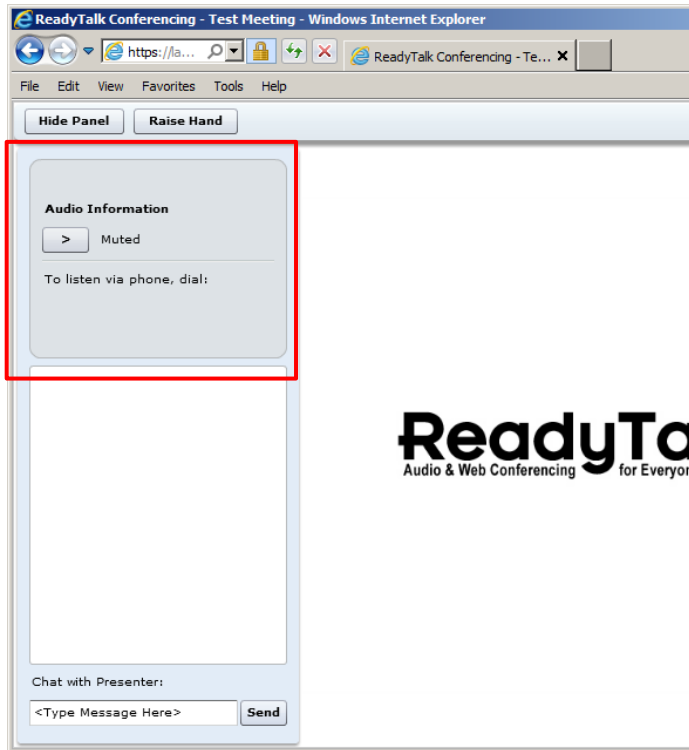 ReadyTalk Conferencing - Test Meeting - Windows Internet Explorer
https://la...
ReadyTalk Conferencing - Te...
File Edit View Favorites Tools Help
Hide Panel Raise Hand
Audio Information
> Muted
To listen via phone, dial:
ReadyTa
Audio & Web Conferencing for Everyon
Chat with Presenter:
<Type Message Here> Send